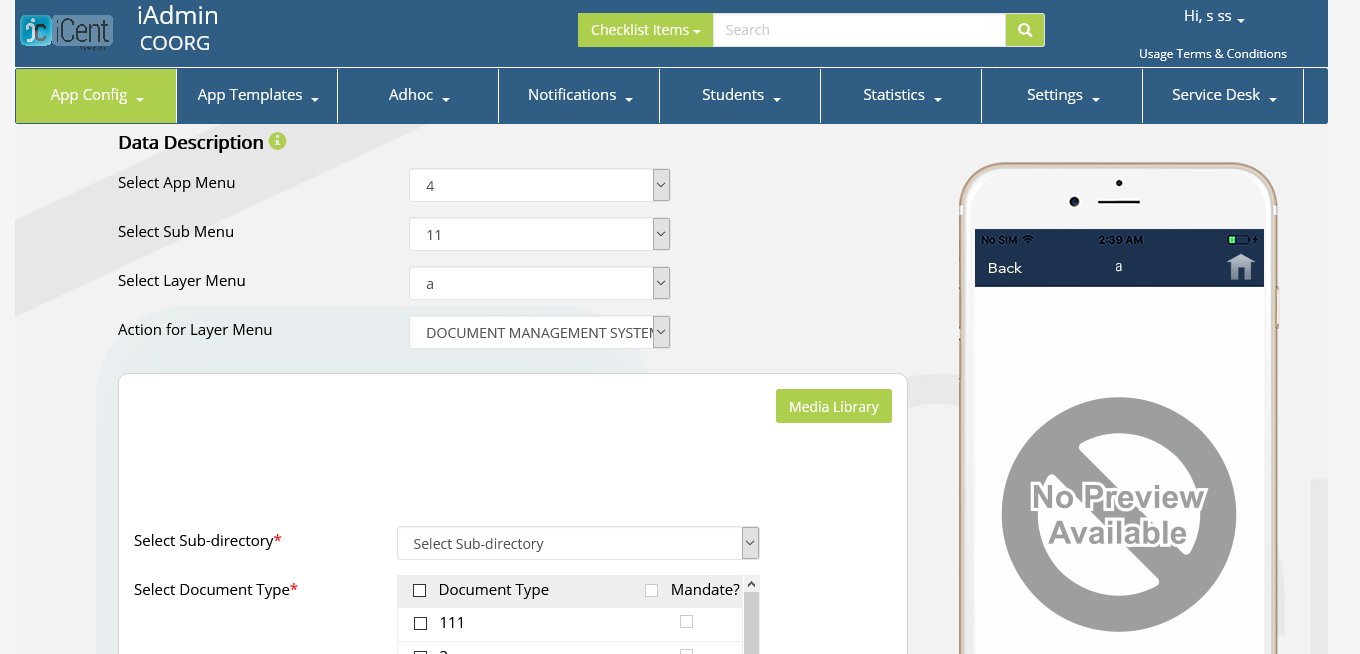 iCent
iAdmin
COORG
Checklist Items
Search
Hi, s ss
Usage Terms & Conditions
App Config
App Templates
Adhoc
Notifications
Students
Statistics
Settings
Service Desk
Data Description
Select App Menu
4
Select Sub Menu
11
Select Layer Menu
a
Action for Layer Menu
DOCUMENT MANAGEMENT SYSTEM
Media Library
Select Sub-directory*
Select Sub-directory
Select Document Type*
Document Type
Mandate?
111
No SIM
2:39 AM
Back
a
No Preview
Available